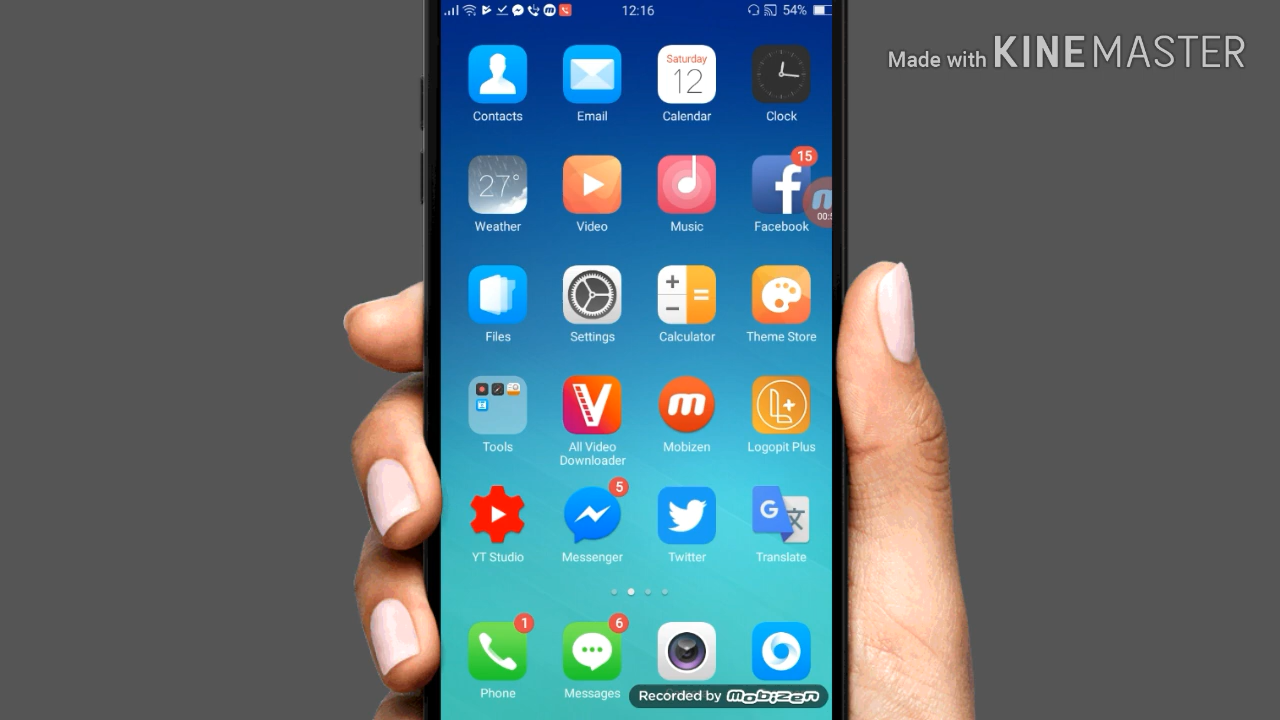 12:16
54%
Made with KINEMASTER
Saturday
12
Contacts
Email
Calendar
Clock
27°
15
Weather
Video
Music
Facebook
Files
Settings
Calculator
Theme Store
L+
Tools
All Video
Downloader
Mobizen
Logopit Plus
5
G 文
YT Studio
Messenger
Twitter
Translate
1
6
Phone
Messages
Recorded by mobizen